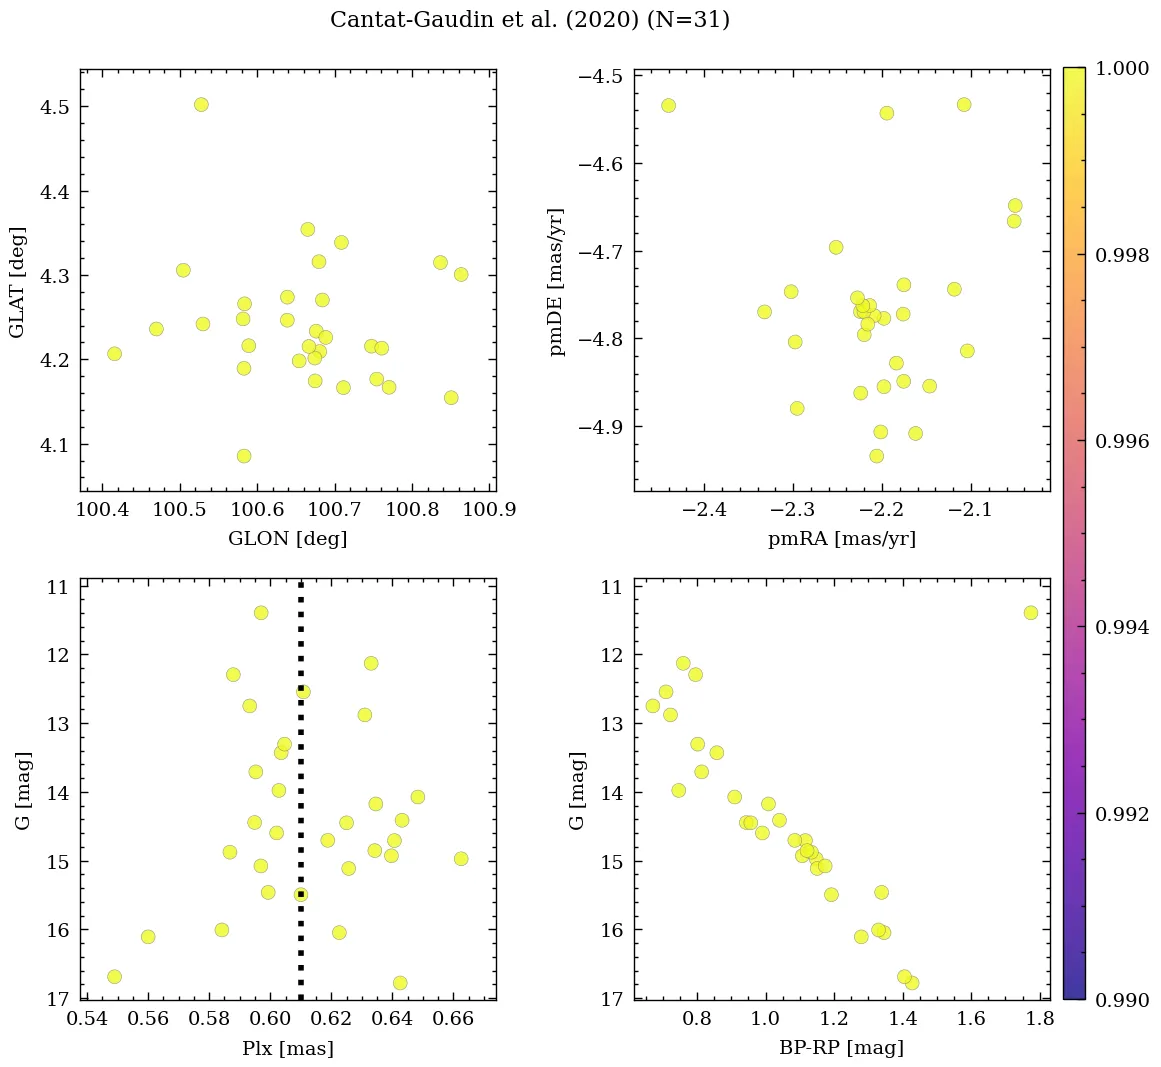 Cantat-Gaudin et al. (2020) (N=31)
GLAT [deg]
4.5
4.4
4.3
4.2
4.1
100.4 100.5 100.6 100.7 100.8 100.9
GLON [deg]
pmDE [mas/yr]
−4.5
−4.6
−4.7
−4.8
−4.9
−2.4 −2.3 −2.2 −2.1
pmRA [mas/yr]
G [mag]
11
12
13
14
15
16
17
0.54 0.56 0.58 0.60 0.62 0.64 0.66
Plx [mas]
G [mag]
11
12
13
14
15
16
17
0.8 1.0 1.2 1.4 1.6 1.8
BP-RP [mag]
1.000
0.998
0.996
0.994
0.992
0.990